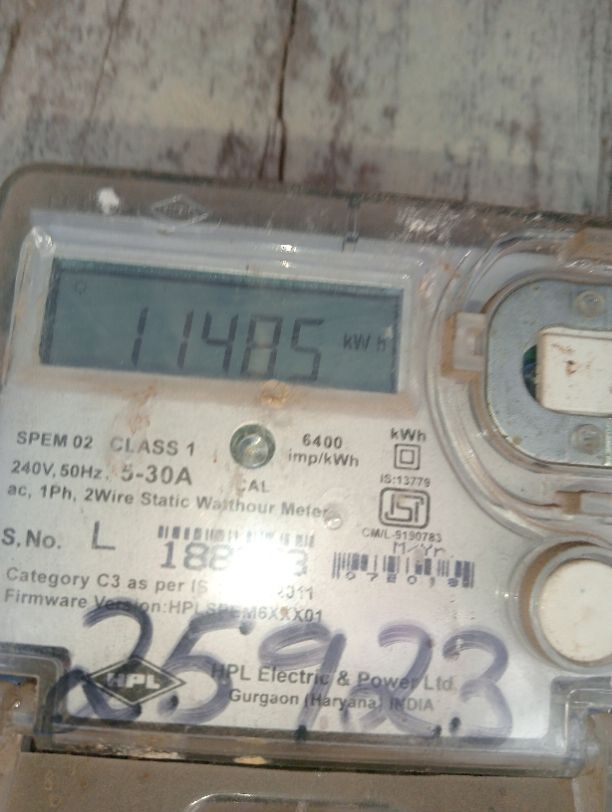 11485 kWh
SPEM 02 CLASS 1
6400
imp/kWh
kWh
240V, 50Hz, 5-30A
CAL
IS:13779
ac, 1Ph, 2Wire Static Watthour Meter
CM/L-9190783
S.No. L
M/Yr.
Category C3 as per IS
Firmware Version:HPLSPEM6XXX01
HPL
HPL Electric & Power Ltd.
Gurgaon (Haryana) INDIA
25923